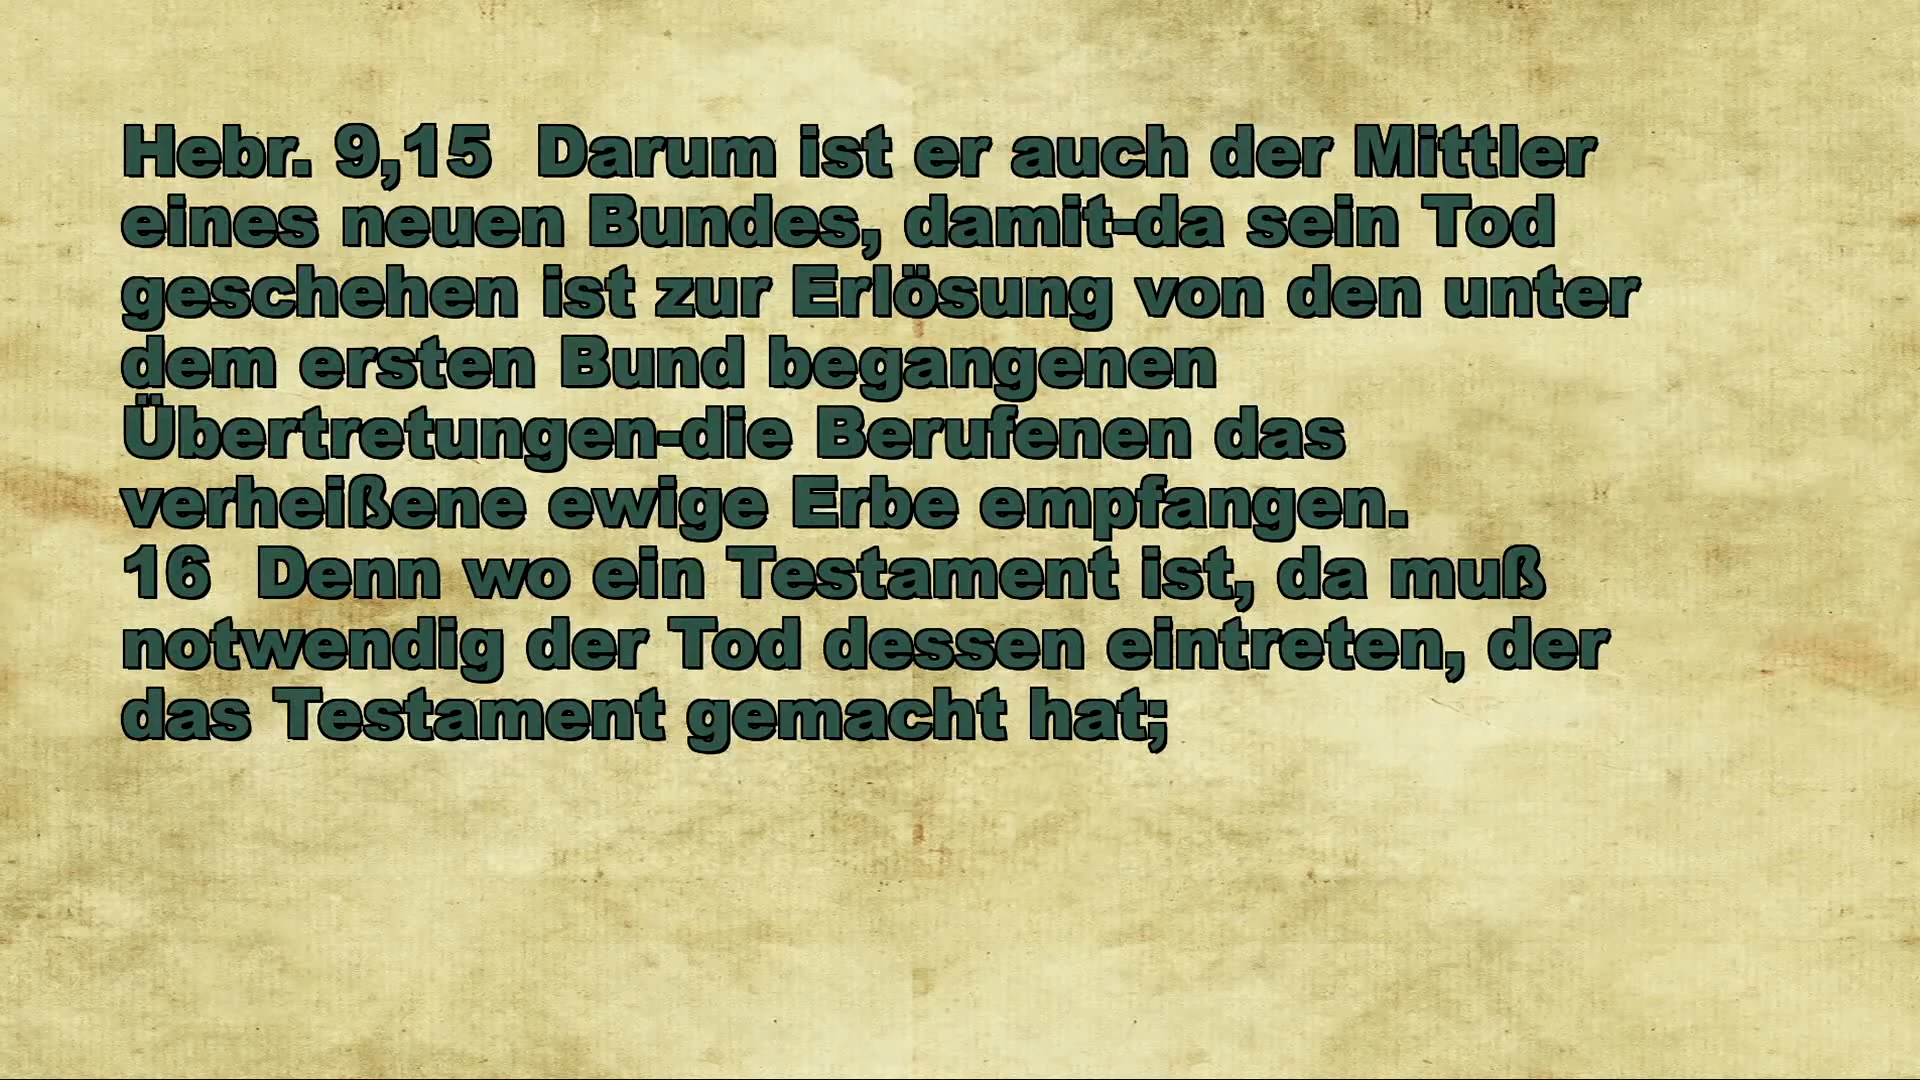 Hebr. 9,15  Darum ist er auch der Mittler
eines neuen Bundes, damit-da sein Tod
geschehen ist zur Erlösung von den unter
dem ersten Bund begangenen
Übertretungen-die Berufenen das
verheißene ewige Erbe empfangen.
16  Denn wo ein Testament ist, da muß
notwendig der Tod dessen eintreten, der
das Testament gemacht hat;